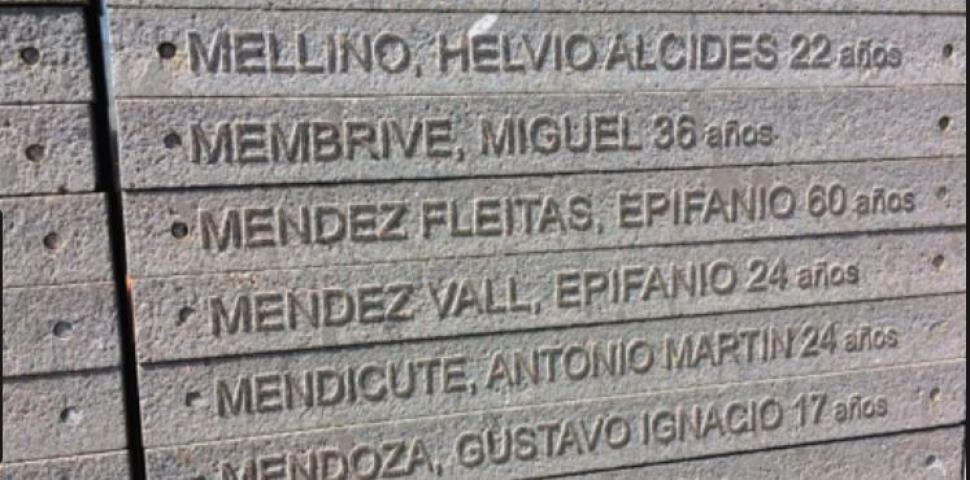 MELLINO, HELVIO ALCIDES 22 años
MEMBRIVE, MIGUEL 36 años
MENDEZ FLEITAS, EPIFANIO 60 años
MENDEZ VALL, EPIFANIO 24 años
MENDICUTE, ANTONIO MARTIN 24 años
MENDOZA, GUSTAVO IGNACIO 17 años